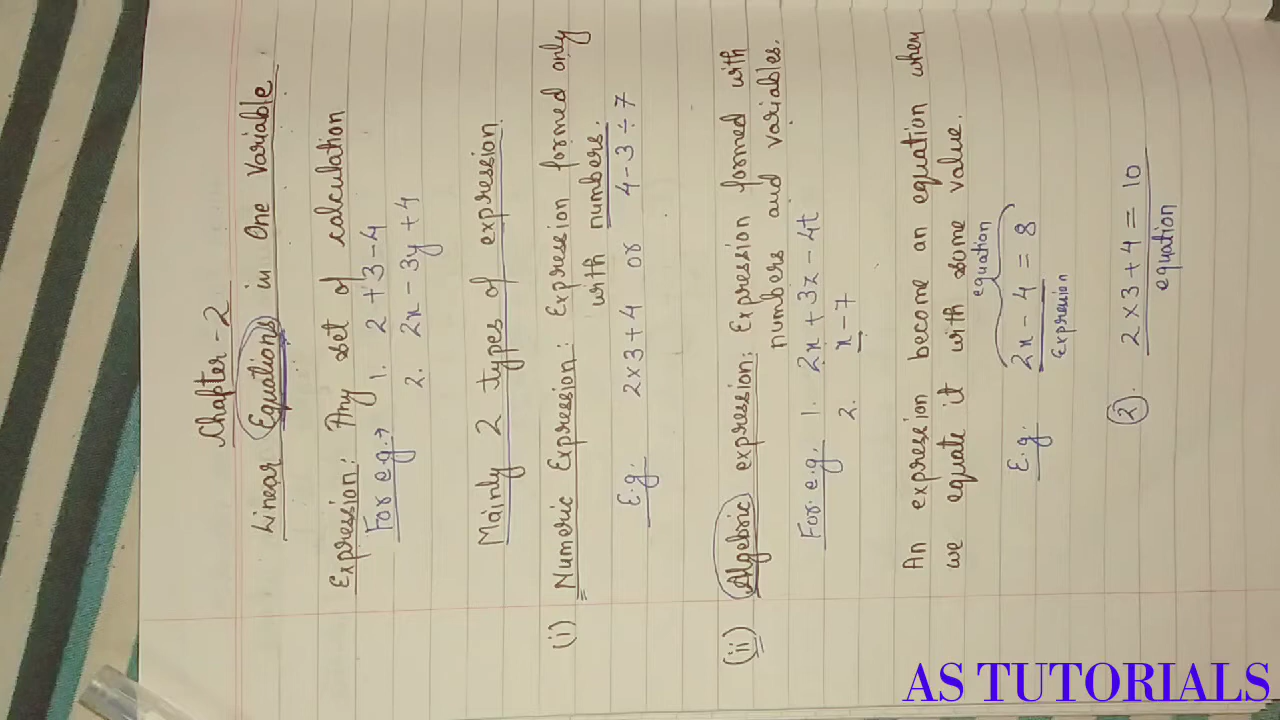 Chapter - 2
Linear Equations in One Variable
Expression: Any set of calculation
For e.g.→ 1. 2 + 3 - 4
2. 2x - 3y + 4
Mainly 2 types of expression.
(i) Numeric Expression: Expression formed only
with numbers.
E.g. 2×3+4 or 4-3÷7
(ii) Algebric expression: Expression formed with
numbers and variables.
For e.g 1. 2x + 3z - 4t
2. x - 7
An expression become an equation when
we equate it with some value.
equation
E.g. 2x - 4 = 8
Expression
2. 2×3+4 = 10
equation
AS TUTORIALS